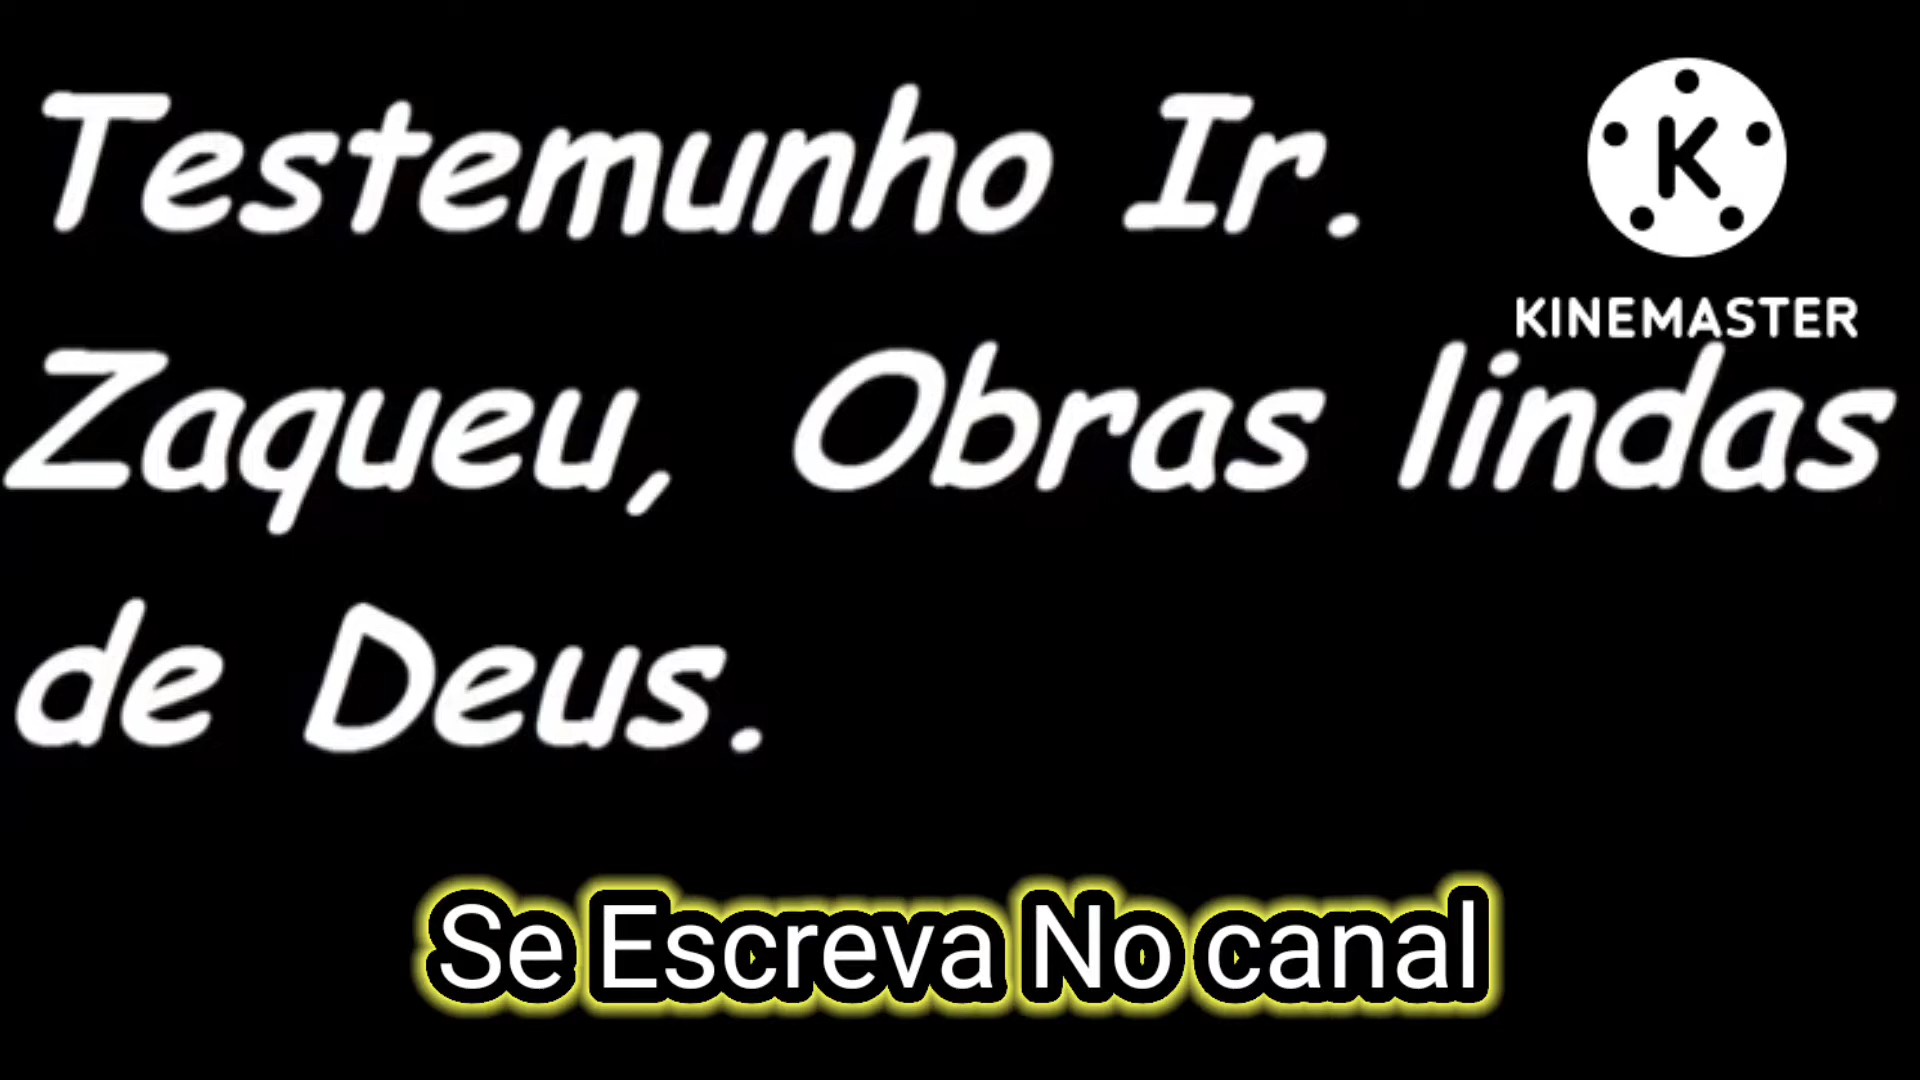 Testemunho Ir.
K
KINEMASTER
Zaqueu, Obras lindas
de Deus.
Se Escreva No canal